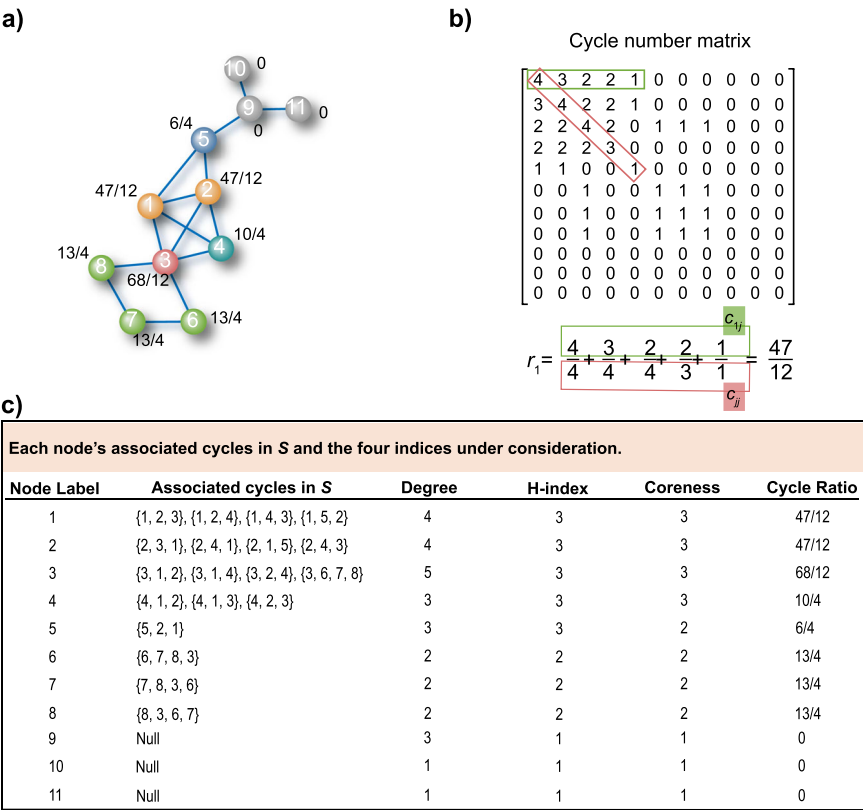 a)
10 0
9 11 0
0
6/4
5
47/12 47/12
1 2
10/4
4
13/4
3
8
68/12
7 6 13/4
13/4
b)
Cycle number matrix
4 3 2 2 1 0 0 0 0 0 0
3 4 2 2 1 0 0 0 0 0 0
2 2 4 2 0 1 1 1 0 0 0
2 2 2 3 0 0 0 0 0 0 0
1 1 0 0 1 0 0 0 0 0 0
0 0 1 0 0 1 1 1 0 0 0
0 0 1 0 0 1 1 1 0 0 0
0 0 1 0 0 1 1 1 0 0 0
0 0 0 0 0 0 0 0 0 0 0
0 0 0 0 0 0 0 0 0 0 0
0 0 0 0 0 0 0 0 0 0 0
c1j
r1= 4/4 + 3/4 + 2/4 + 2/3 + 1/1 = 47/12
cjj
c)
Each node's associated cycles in S and the four indices under consideration.
Node Label Associated cycles in S Degree H-index Coreness Cycle Ratio
1 {1, 2, 3}, {1, 2, 4}, {1, 4, 3}, {1, 5, 2} 4 3 3 47/12
2 {2, 3, 1}, {2, 4, 1}, {2, 1, 5}, {2, 4, 3} 4 3 3 47/12
3 {3, 1, 2}, {3, 1, 4}, {3, 2, 4}, {3, 6, 7, 8} 5 3 3 68/12
4 {4, 1, 2}, {4, 1, 3}, {4, 2, 3} 3 3 3 10/4
5 {5, 2, 1} 3 3 2 6/4
6 {6, 7, 8, 3} 2 2 2 13/4
7 {7, 8, 3, 6} 2 2 2 13/4
8 {8, 3, 6, 7} 2 2 2 13/4
9 Null 3 1 1 0
10 Null 1 1 1 0
11 Null 1 1 1 0